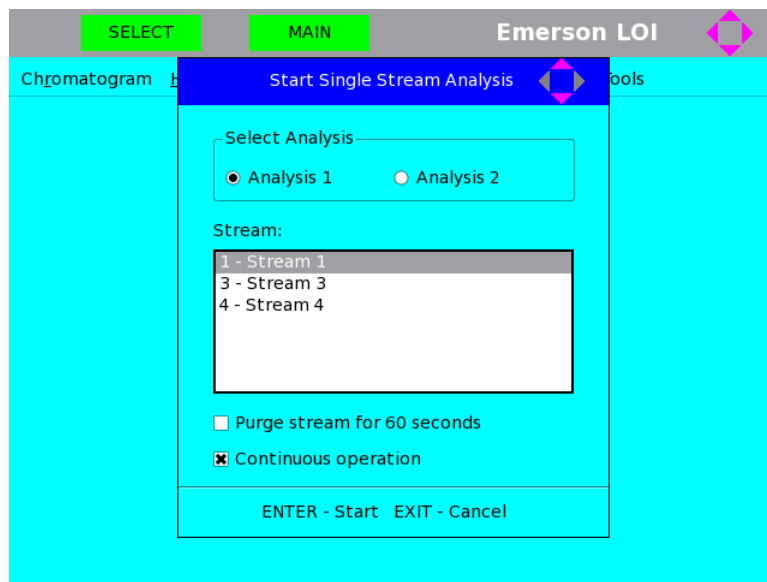 SELECT MAIN Emerson LOI
Chromatogram Start Single Stream Analysis
Select Analysis
Analysis 1 Analysis 2
Stream:
1 - Stream 1
3 - Stream 3
4 - Stream 4
Purge stream for 60 seconds
Continuous operation
ENTER - Start EXIT - Cancel